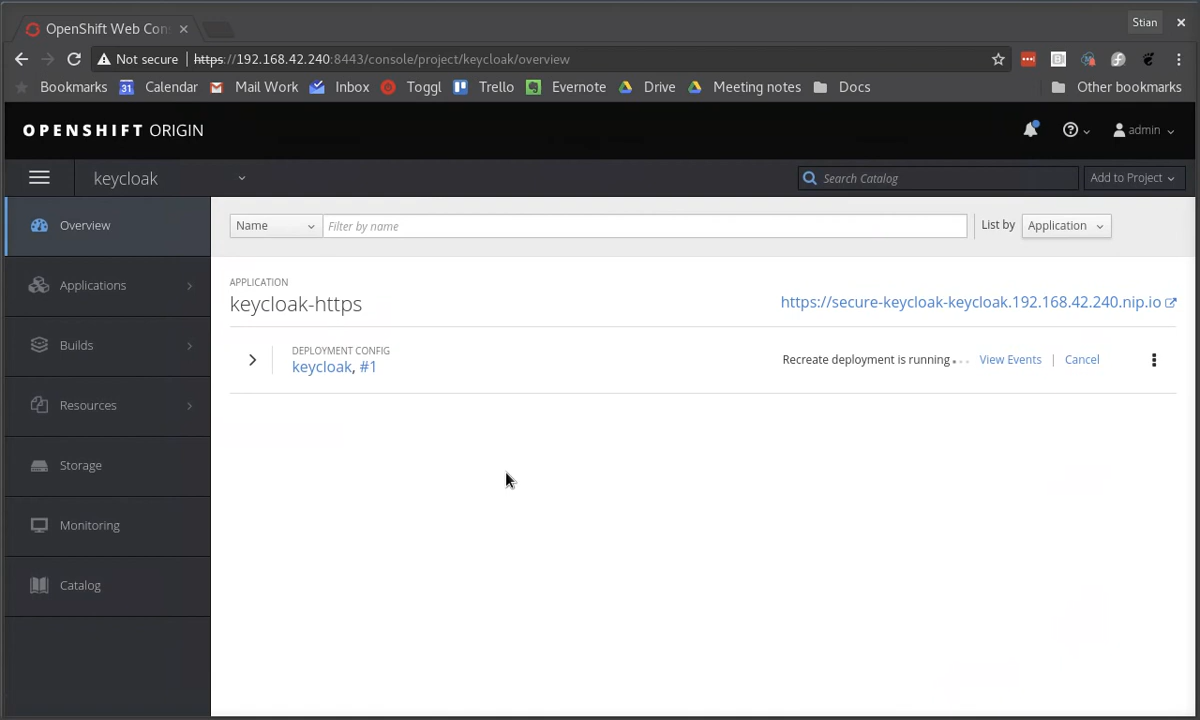 OpenShift Web Con
Stian
Not secure
https://192.168.42.240:8443/console/project/keycloak/overview
Bookmarks
31
Calendar
Mail Work
Inbox
Toggl
Trello
Evernote
Drive
Meeting notes
Docs
Other bookmarks
OPENSHIFT ORIGIN
admin
keycloak
Search Catalog
Add to Project
Overview
Applications
Builds
Resources
Storage
Monitoring
Catalog
Name
Filter by name
List by
Application
APPLICATION
keycloak-https
https://secure-keycloak-keycloak.192.168.42.240.nip.io
DEPLOYMENT CONFIG
keycloak, #1
Recreate deployment is running
View Events | Cancel